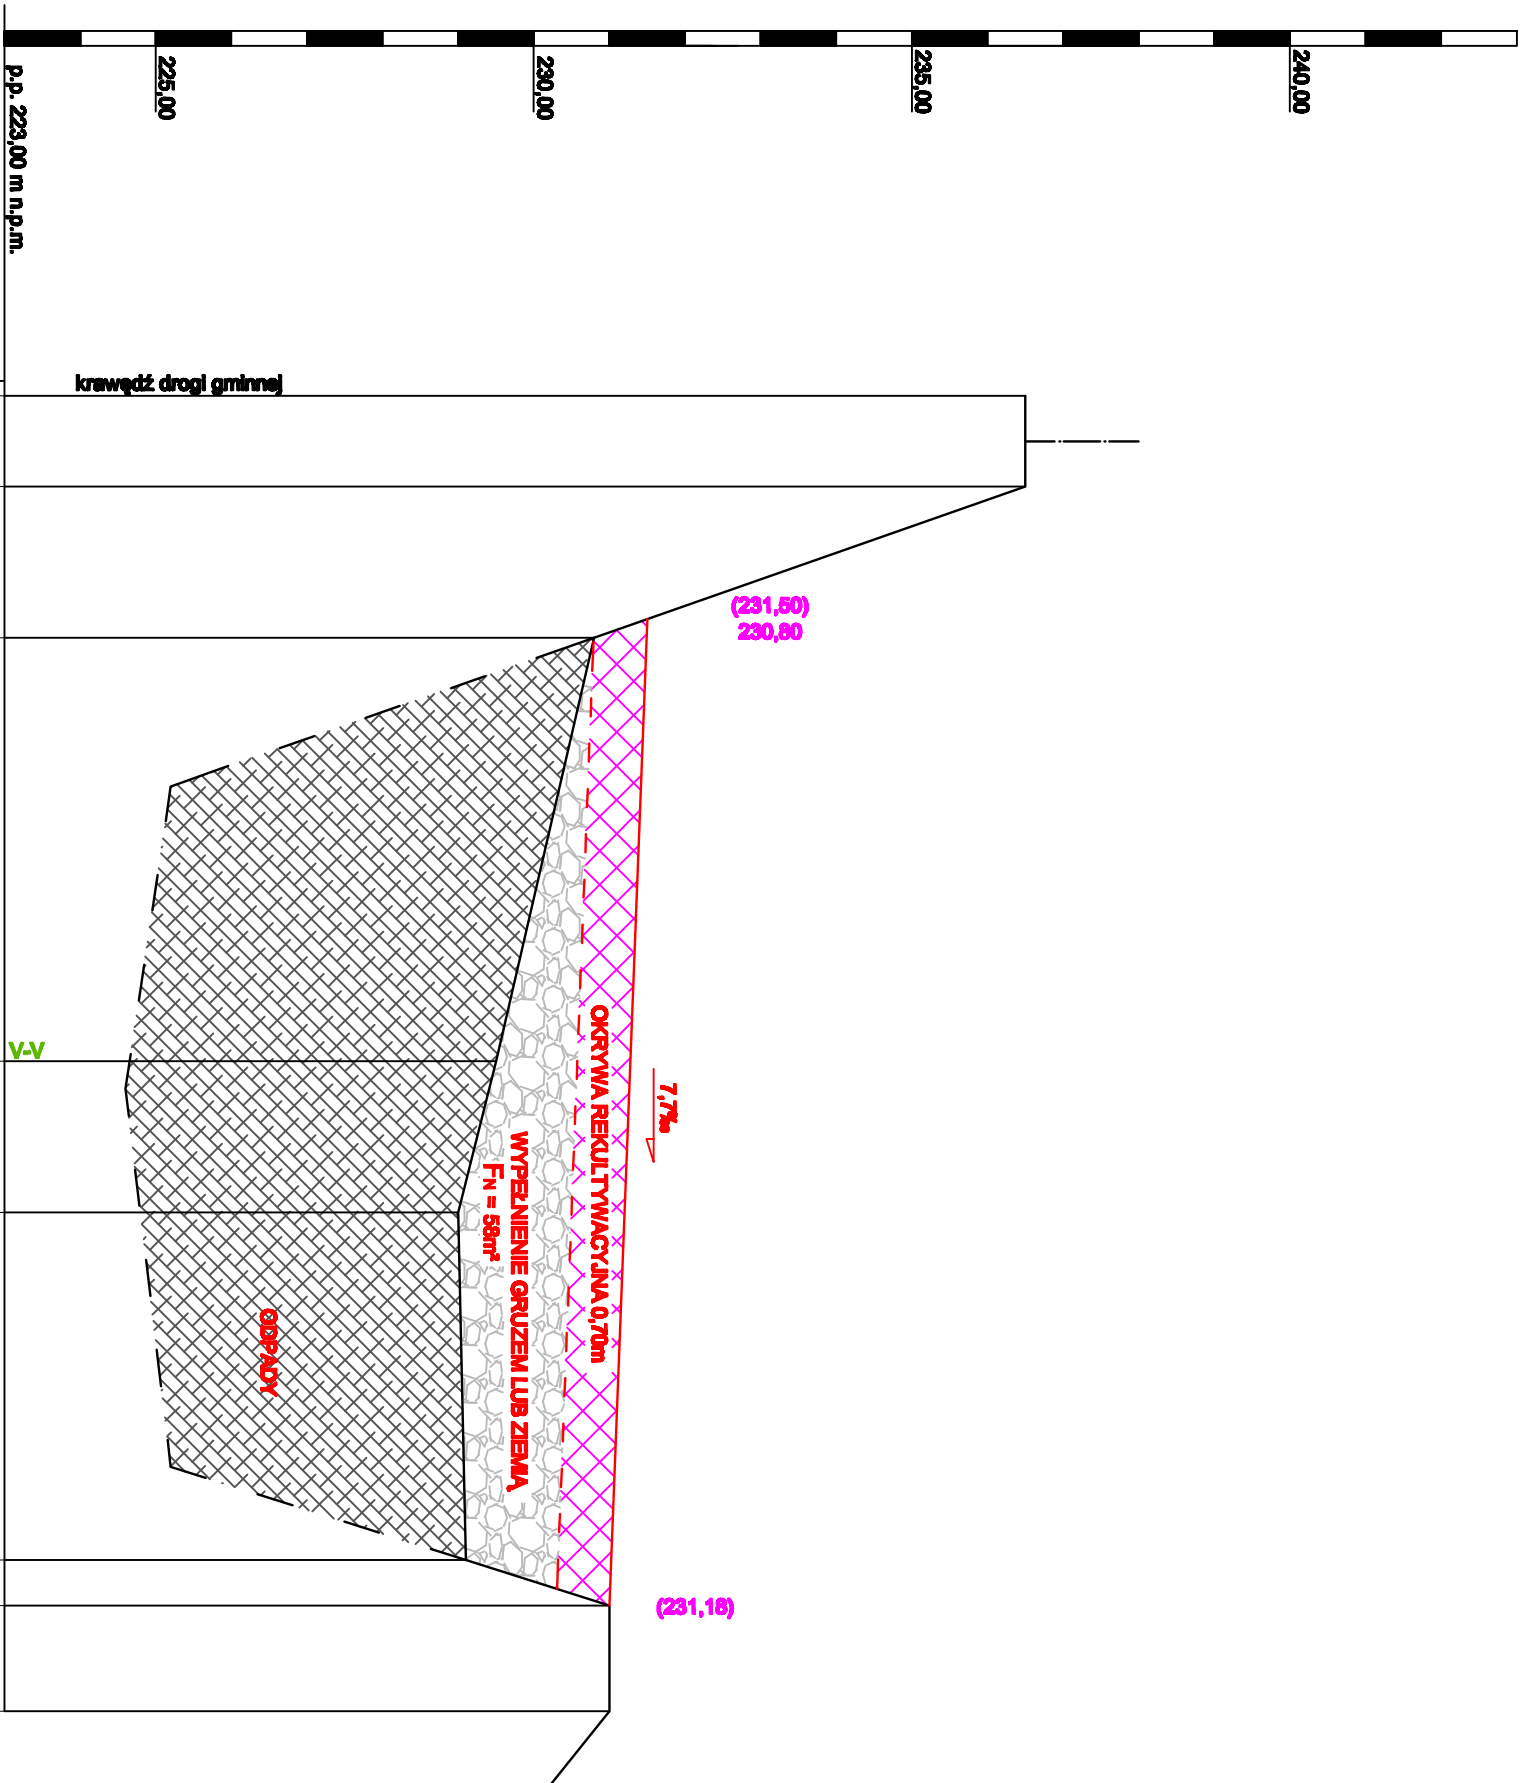 240,00
235,00
230,00
225,00
p.p. 223,00 m n.p.m.
krawędź drogi gminnej
(231,50)
230,80
7,7‰
OKRYWA REKULTYWACYJNA 0,70m
WYPEŁNIENIE GRUZEM LUB ZIEMIĄ
FN = 58m²
V-V
ODPADY
(231,18)